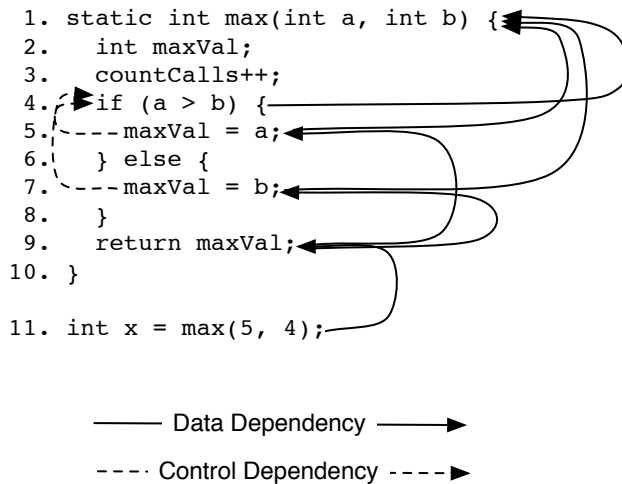 1. static int max(int a, int b) {
2. int maxVal;
3. countCalls++;
4. if (a > b) {
5. maxVal = a;
6. } else {
7. maxVal = b;
8. }
9. return maxVal;
10. }
11. int x = max(5, 4);
Data Dependency
Control Dependency